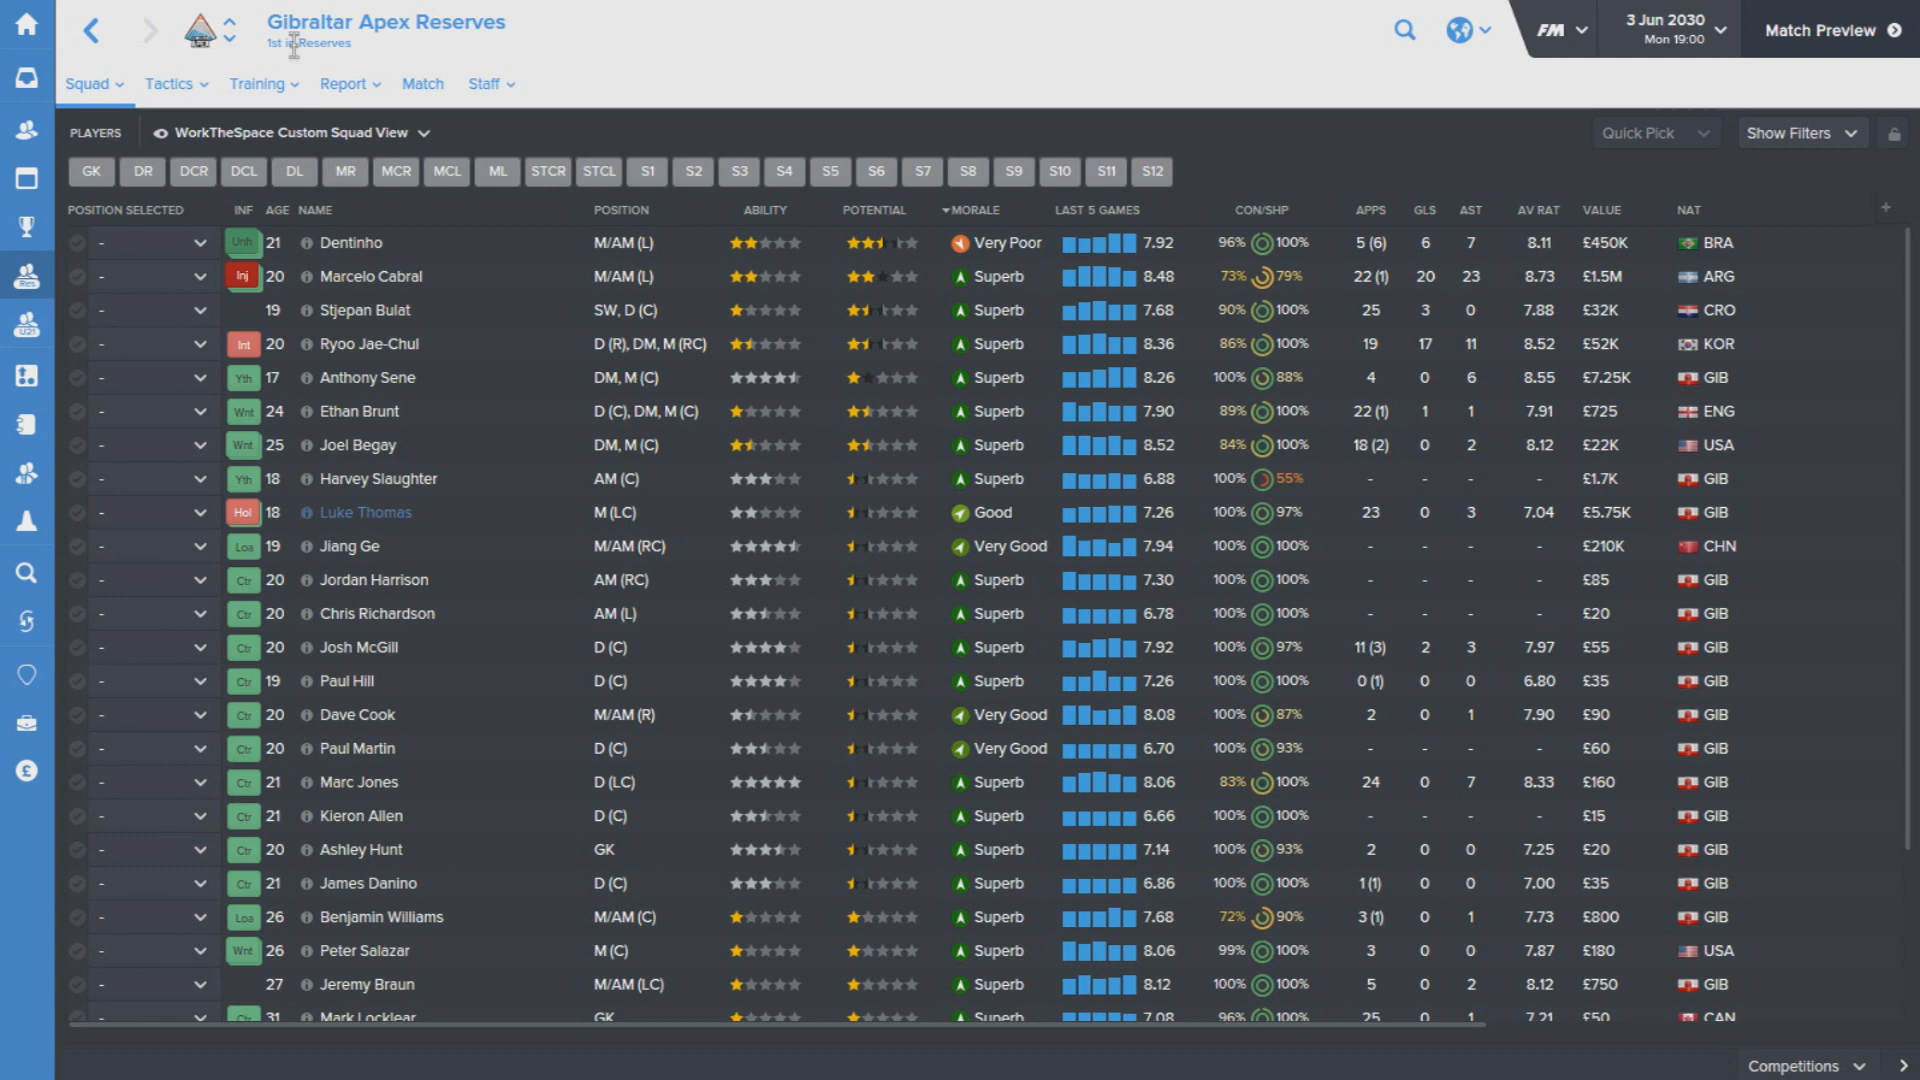 Gibraltar Apex Reserves
1st in Reserves
FM
3 Jun 2030
Mon 19:00
Match Preview
Squad Tactics Training Report Match Staff
PLAYERS WorkTheSpace Custom Squad View Quick Pick Show Filters
GK DR DCR DCL DL MR MCR MCL ML STCR STCL S1 S2 S3 S4 S5 S6 S7 S8 S9 S10 S11 S12
POSITION SELECTED INF AGE NAME POSITION ABILITY POTENTIAL MORALE LAST 5 GAMES CON/SHP APPS GLS AST AV RAT VALUE NAT
- Unh 21 Dentinho M/AM (L) Very Poor 7.92 96% 100% 5 (6) 6 7 8.11 £450K BRA
- Inj 20 Marcelo Cabral M/AM (L) Superb 8.48 73% 79% 22 (1) 20 23 8.73 £1.5M ARG
- 19 Stjepan Bulat SW, D (C) Superb 7.68 90% 100% 25 3 0 7.88 £32K CRO
- Int 20 Ryoo Jae-Chul D (R), DM, M (RC) Superb 8.36 86% 100% 19 17 11 8.52 £52K KOR
- Yth 17 Anthony Sene DM, M (C) Superb 8.26 100% 88% 4 0 6 8.55 £7.25K GIB
- Wnt 24 Ethan Brunt D (C), DM, M (C) Superb 7.90 89% 100% 22 (1) 1 1 7.91 £725 ENG
- Wnt 25 Joel Begay DM, M (C) Superb 8.52 84% 100% 18 (2) 0 2 8.12 £22K USA
- Yth 18 Harvey Slaughter AM (C) Superb 6.88 100% 55% - - - - £1.7K GIB
- Hol 18 Luke Thomas M (LC) Good 7.26 100% 97% 23 0 3 7.04 £5.75K GIB
- Loa 19 Jiang Ge M/AM (RC) Very Good 7.94 100% 100% - - - - £210K CHN
- Ctr 20 Jordan Harrison AM (RC) Superb 7.30 100% 100% - - - - £85 GIB
- Ctr 20 Chris Richardson AM (L) Superb 6.78 100% 100% - - - - £20 GIB
- Ctr 20 Josh McGill D (C) Superb 7.92 100% 97% 11 (3) 2 3 7.97 £55 GIB
- Ctr 19 Paul Hill D (C) Superb 7.26 100% 100% 0 (1) 0 0 6.80 £35 GIB
- Ctr 20 Dave Cook M/AM (R) Very Good 8.08 100% 87% 2 0 1 7.90 £90 GIB
- Ctr 20 Paul Martin D (C) Very Good 6.70 100% 93% - - - - £60 GIB
- Ctr 21 Marc Jones D (LC) Superb 8.06 83% 100% 24 0 7 8.33 £160 GIB
- Ctr 21 Kieron Allen D (C) Superb 6.66 100% 100% - - - - £15 GIB
- Ctr 20 Ashley Hunt GK Superb 7.14 100% 93% 2 0 0 7.25 £20 GIB
- Ctr 21 James Danino D (C) Superb 6.86 100% 100% 1 (1) 0 0 7.00 £35 GIB
- Loa 26 Benjamin Williams M/AM (C) Superb 7.68 72% 90% 3 (1) 0 1 7.73 £800 GIB
- Wnt 26 Peter Salazar M (C) Superb 8.06 99% 100% 3 0 0 7.87 £180 USA
- 27 Jeremy Braun M/AM (LC) Superb 8.12 100% 100% 5 0 2 8.12 £750 GIB
- Ctr 31 Mark Locklear GK Superb 7.08 96% 100% 25 0 1 7.21 £50 CAN
Res
U21
Competitions